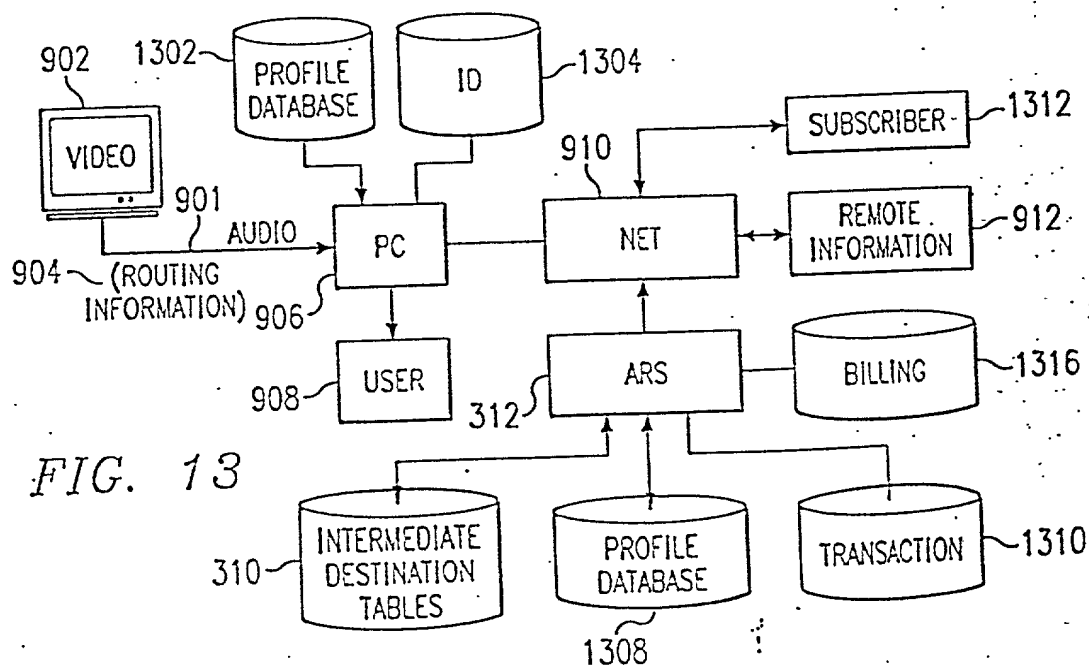 1302
PROFILE
DATABASE
ID
1304
902
VIDEO
901
AUDIO
904
(ROUTING
INFORMATION)
PC
906
USER
908
910
NET
SUBSCRIBER
1312
REMOTE
INFORMATION
912
ARS
312
BILLING
1316
FIG. 13
INTERMEDIATE
DESTINATION
TABLES
310
PROFILE
DATABASE
1308
TRANSACTION
1310